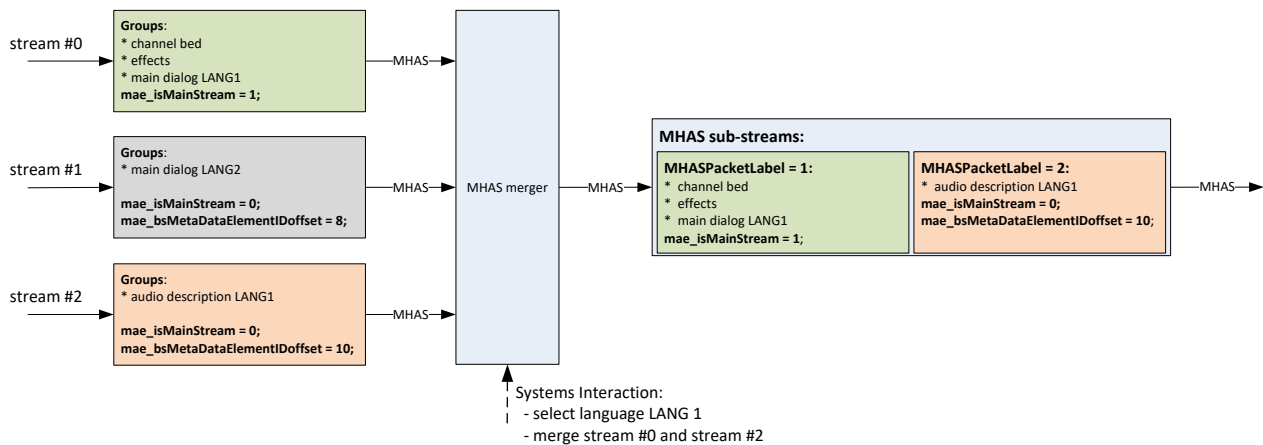 stream #0
Groups:
* channel bed
* effects
* main dialog LANG1
mae_isMainStream = 1;
MHAS
stream #1
Groups:
* main dialog LANG2
mae_isMainStream = 0;
mae_bsMetaDataElementIDoffset = 8;
MHAS
stream #2
Groups:
* audio description LANG1
mae_isMainStream = 0;
mae_bsMetaDataElementIDoffset = 10;
MHAS
MHAS merger
MHAS
MHAS sub-streams:
MHASPacketLabel = 1:
* channel bed
* effects
* main dialog LANG1
mae_isMainStream = 1;
MHASPacketLabel = 2:
* audio description LANG1
mae_isMainStream = 0;
mae_bsMetaDataElementIDoffset = 10;
MHAS
Systems Interaction:
- select language LANG 1
- merge stream #0 and stream #2